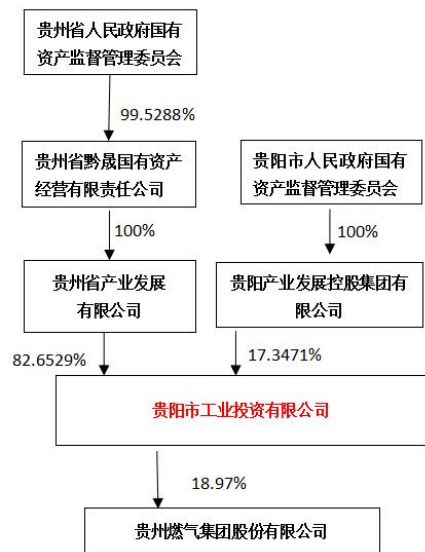 贵州省人民政府国有
资产监督管理委员会
99.5288%
贵州省黔晟国有资产
经营有限责任公司
贵阳市人民政府国有
资产监督管理委员会
100%
100%
贵州省产业发展
有限公司
贵阳产业发展控股集团有
限公司
82.6529%
17.3471%
贵阳市工业投资有限公司
18.97%
贵州燃气集团股份有限公司